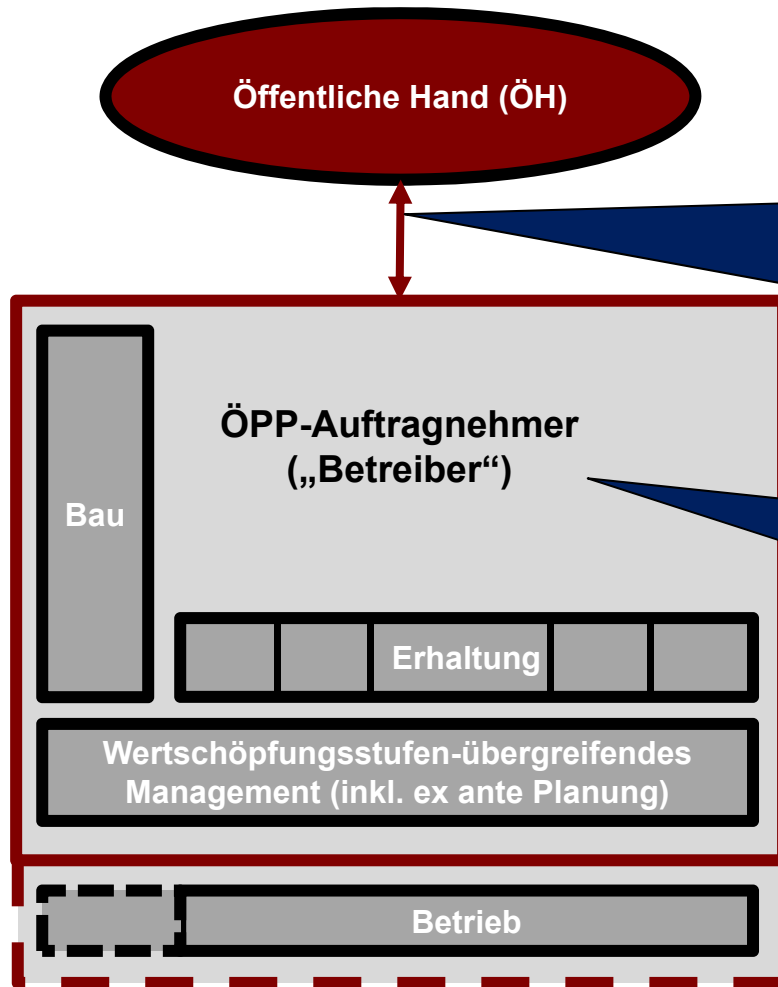 Öffentliche Hand (ÖH)
ÖPP-Auftragnehmer
(„Betreiber“)
Bau
Erhaltung
Wertschöpfungsstufen-übergreifendes
Management (inkl. ex ante Planung)
Betrieb